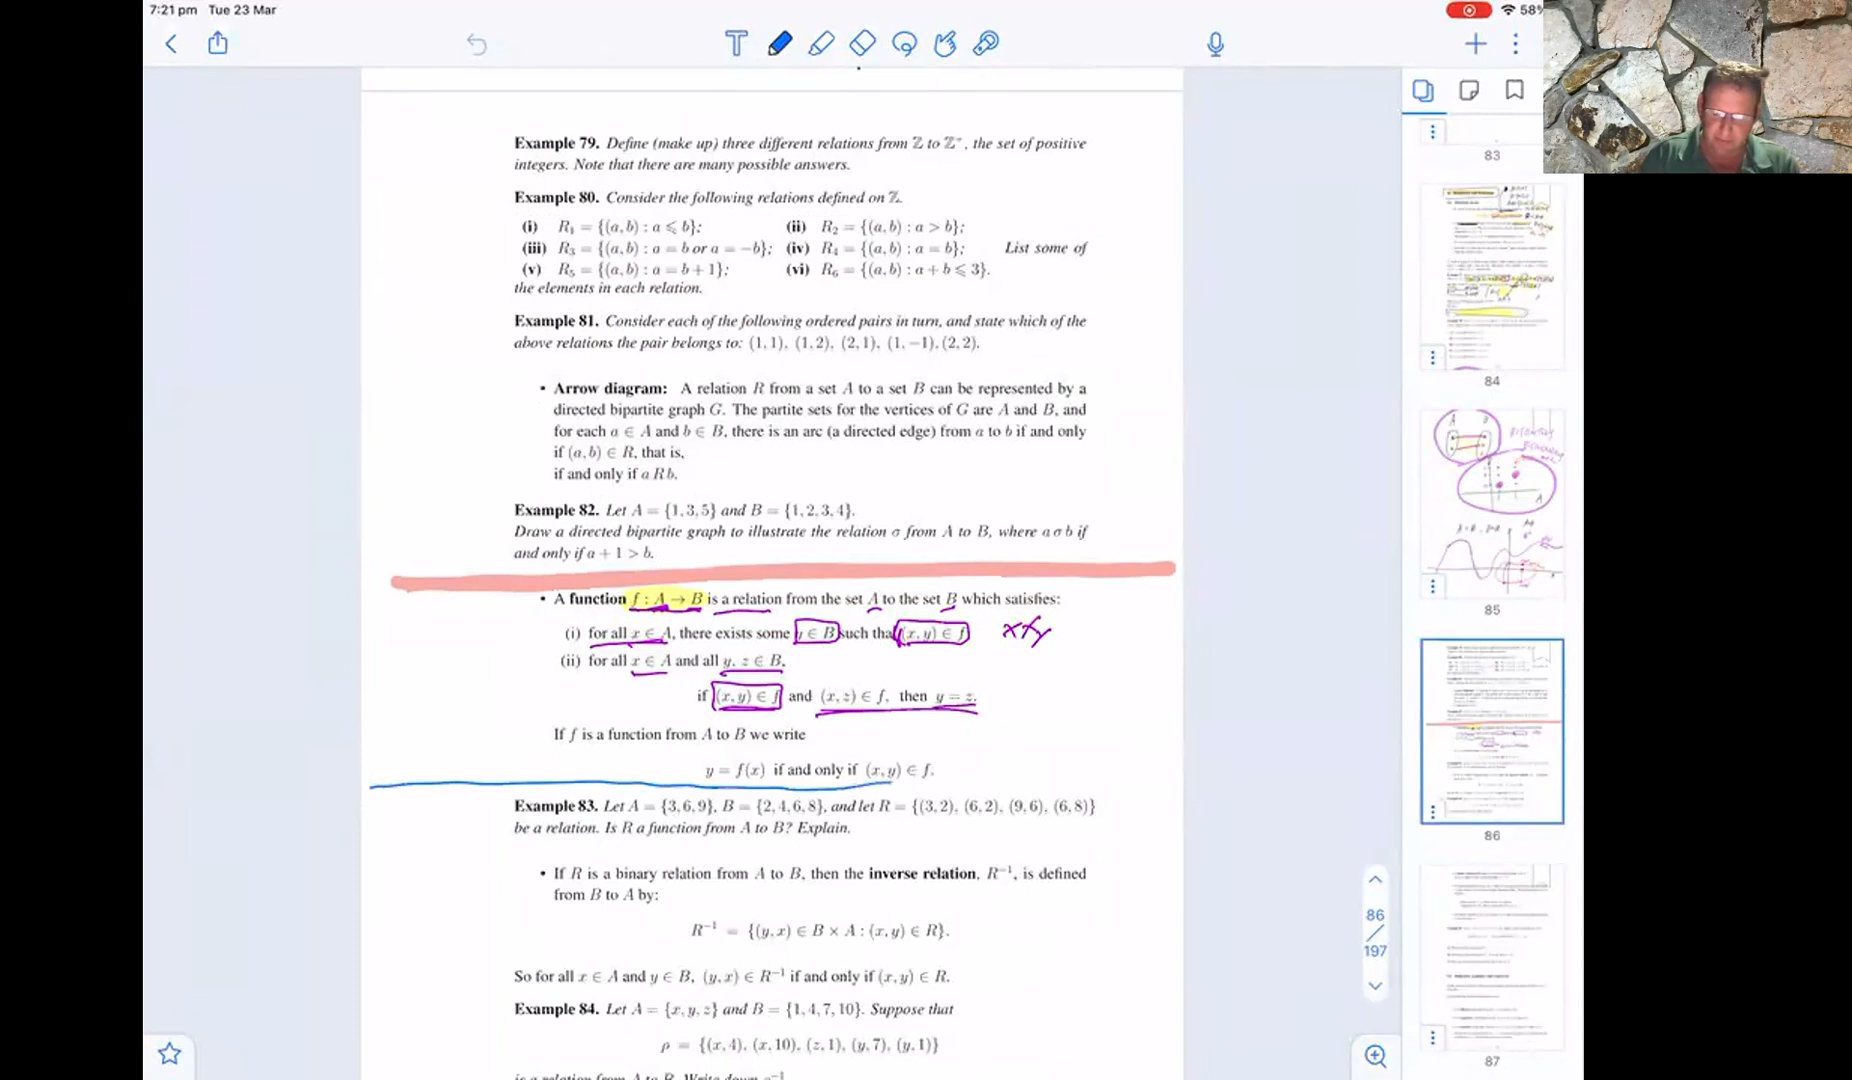 7:21 pm Tue 23 Mar
58%
Example 79. Define (make up) three different relations from ℤ to ℤ⁺, the set of positive
integers. Note that there are many possible answers.
Example 80. Consider the following relations defined on ℤ.
(i) R₁ = {(a, b) : a ⩽ b}; (ii) R₂ = {(a, b) : a > b};
(iii) R₃ = {(a, b) : a = b or a = −b}; (iv) R₄ = {(a, b) : a = b}; List some of
(v) R₅ = {(a, b) : a = b + 1}; (vi) R₆ = {(a, b) : a + b ⩽ 3}.
the elements in each relation.
Example 81. Consider each of the following ordered pairs in turn, and state which of the
above relations the pair belongs to: (1, 1), (1, 2), (2, 1), (1, −1), (2, 2).
• Arrow diagram: A relation R from a set A to a set B can be represented by a
directed bipartite graph G. The partite sets for the vertices of G are A and B, and
for each a ∈ A and b ∈ B, there is an arc (a directed edge) from a to b if and only
if (a, b) ∈ R, that is,
if and only if a R b.
Example 82. Let A = {1, 3, 5} and B = {1, 2, 3, 4}.
Draw a directed bipartite graph to illustrate the relation σ from A to B, where a σ b if
and only if a + 1 > b.
• A function f : A → B is a relation from the set A to the set B which satisfies:
(i) for all x ∈ A, there exists some y ∈ B such that (x, y) ∈ f x f y
(ii) for all x ∈ A and all y, z ∈ B,
if (x, y) ∈ f and (x, z) ∈ f, then y = z.
If f is a function from A to B we write
y = f(x) if and only if (x, y) ∈ f.
Example 83. Let A = {3, 6, 9}, B = {2, 4, 6, 8}, and let R = {(3, 2), (6, 2), (9, 6), (6, 8)}
be a relation. Is R a function from A to B? Explain.
• If R is a binary relation from A to B, then the inverse relation, R⁻¹, is defined
from B to A by:
R⁻¹ = {(y, x) ∈ B × A : (x, y) ∈ R}.
So for all x ∈ A and y ∈ B, (y, x) ∈ R⁻¹ if and only if (x, y) ∈ R.
Example 84. Let A = {x, y, z} and B = {1, 4, 7, 10}. Suppose that
ρ = {(x, 4), (x, 10), (z, 1), (y, 7), (y, 1)}
is a relation from A to B. Write down ρ⁻¹
86
/
197
83
84
85
86
87